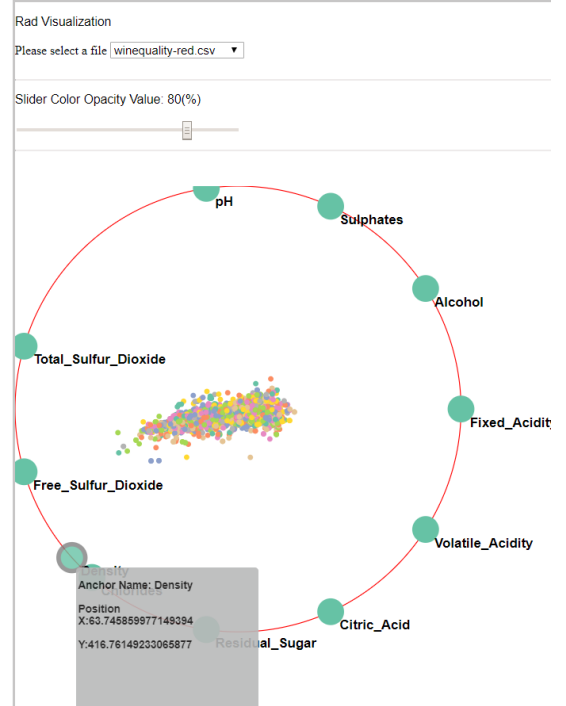 Rad Visualization
Please select a file winequality-red.csv
Slider Color Opacity Value: 80(%)
pH
Sulphates
Alcohol
Total_Sulfur_Dioxide
Fixed_Acidity
Free_Sulfur_Dioxide
Volatile_Acidity
Density
Anchor Name: Density
Chlorides
Position
X:63.745859977149394
Citric_Acid
Residual_Sugar
Y:416.76149233065877